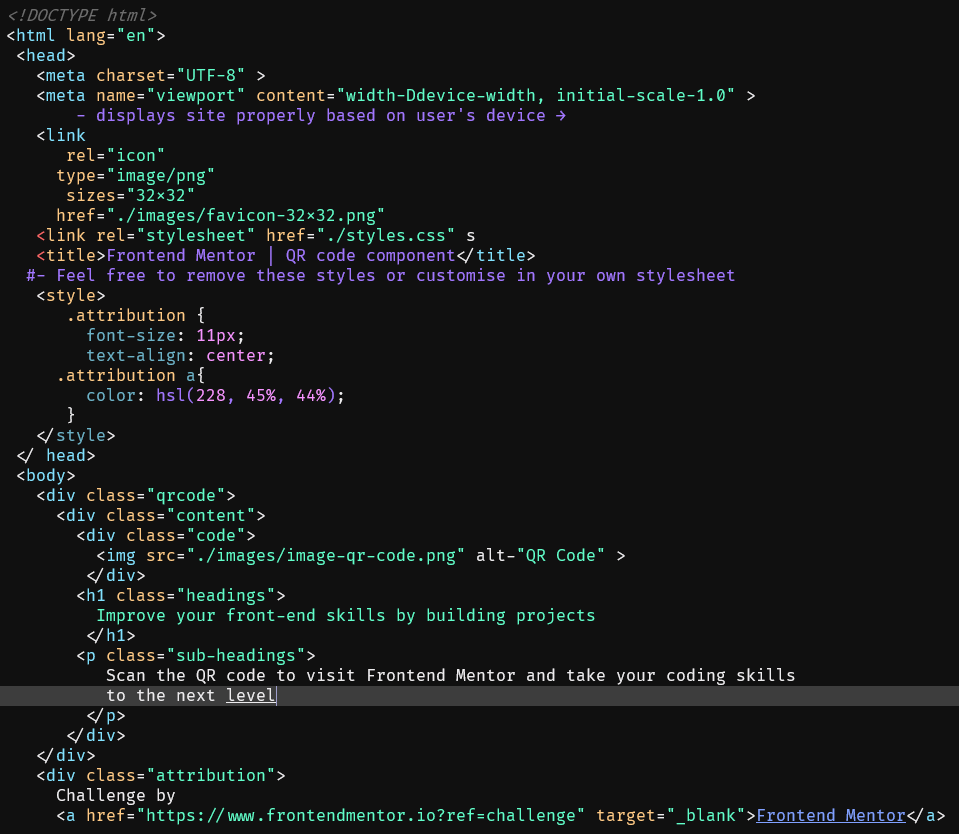 <!DOCTYPE html>
<html lang="en">
<head>
<meta charset="UTF-8" >
<meta name="viewport" content="width-Ddevice-width, initial-scale-1.0" >
- displays site properly based on user's device →
<link
rel="icon"
type="image/png"
sizes="32×32"
href="./images/favicon-32×32.png"
<link rel="stylesheet" href="./styles.css" s
<title>Frontend Mentor | QR code component</title>
#- Feel free to remove these styles or customise in your own stylesheet
<style>
.attribution {
font-size: 11px;
text-align: center;
.attribution a{
color: hsl(228, 45%, 44%);
}
</style>
</ head>
<body>
<div class="qrcode">
<div class="content">
<div class="code">
<img src="./images/image-qr-code.png" alt-"QR Code" >
</div>
<h1 class="headings">
Improve your front-end skills by building projects
</h1>
<p class="sub-headings">
Scan the QR code to visit Frontend Mentor and take your coding skills
to the next level
</p>
</div>
</div>
<div class="attribution">
Challenge by
<a href="https://www.frontendmentor.io?ref=challenge" target="_blank">Frontend Mentor</a>